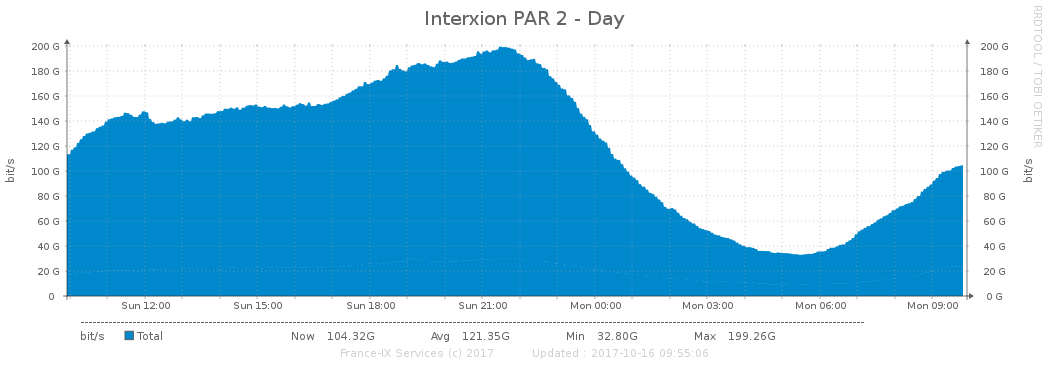 Interxion PAR 2 - Day
RRDTOOL / TOBI OETIKER
bit/s
bit/s
200 G 200 G
180 G 180 G
160 G 160 G
140 G 140 G
120 G 120 G
100 G 100 G
80 G 80 G
60 G 60 G
40 G 40 G
20 G 20 G
0 0 G
Sun 12:00 Sun 15:00 Sun 18:00 Sun 21:00 Mon 00:00 Mon 03:00 Mon 06:00 Mon 09:00
bit/s Total Now 104.32G Avg 121.35G Min 32.80G Max 199.26G
France-IX Services (c) 2017 Updated : 2017-10-16 09:55:06